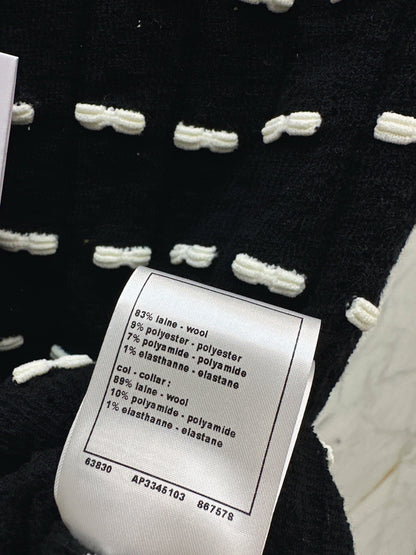 83% laine - wool
9% polyester - polyester
7% polyamide - polyamide
1% elasthanne - elastane
col - collar :
89% laine - wool
10% polyamide - polyamide
1% elasthanne - elastane
63830 AP3345103 86757S